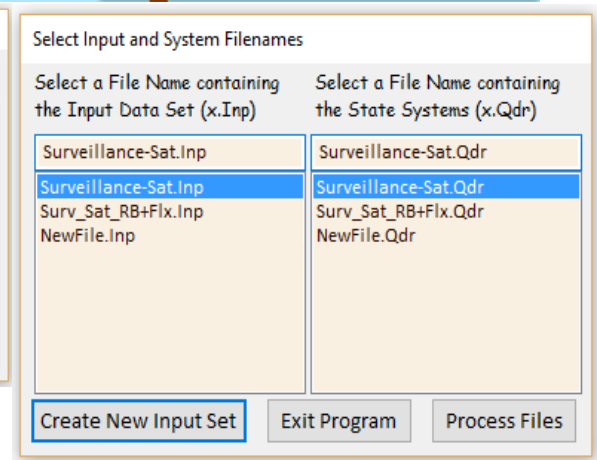 Select Input and System Filenames
Select a File Name containing
the Input Data Set (x.Inp)
Surveillance-Sat.Inp
Surveillance-Sat.Inp
Surv_Sat_RB+Flx.Inp
NewFile.Inp
Select a File Name containing
the State Systems (x.Qdr)
Surveillance-Sat.Qdr
Surveillance-Sat.Qdr
Surv_Sat_RB+Flx.Qdr
NewFile.Qdr
Create New Input Set
Exit Program
Process Files